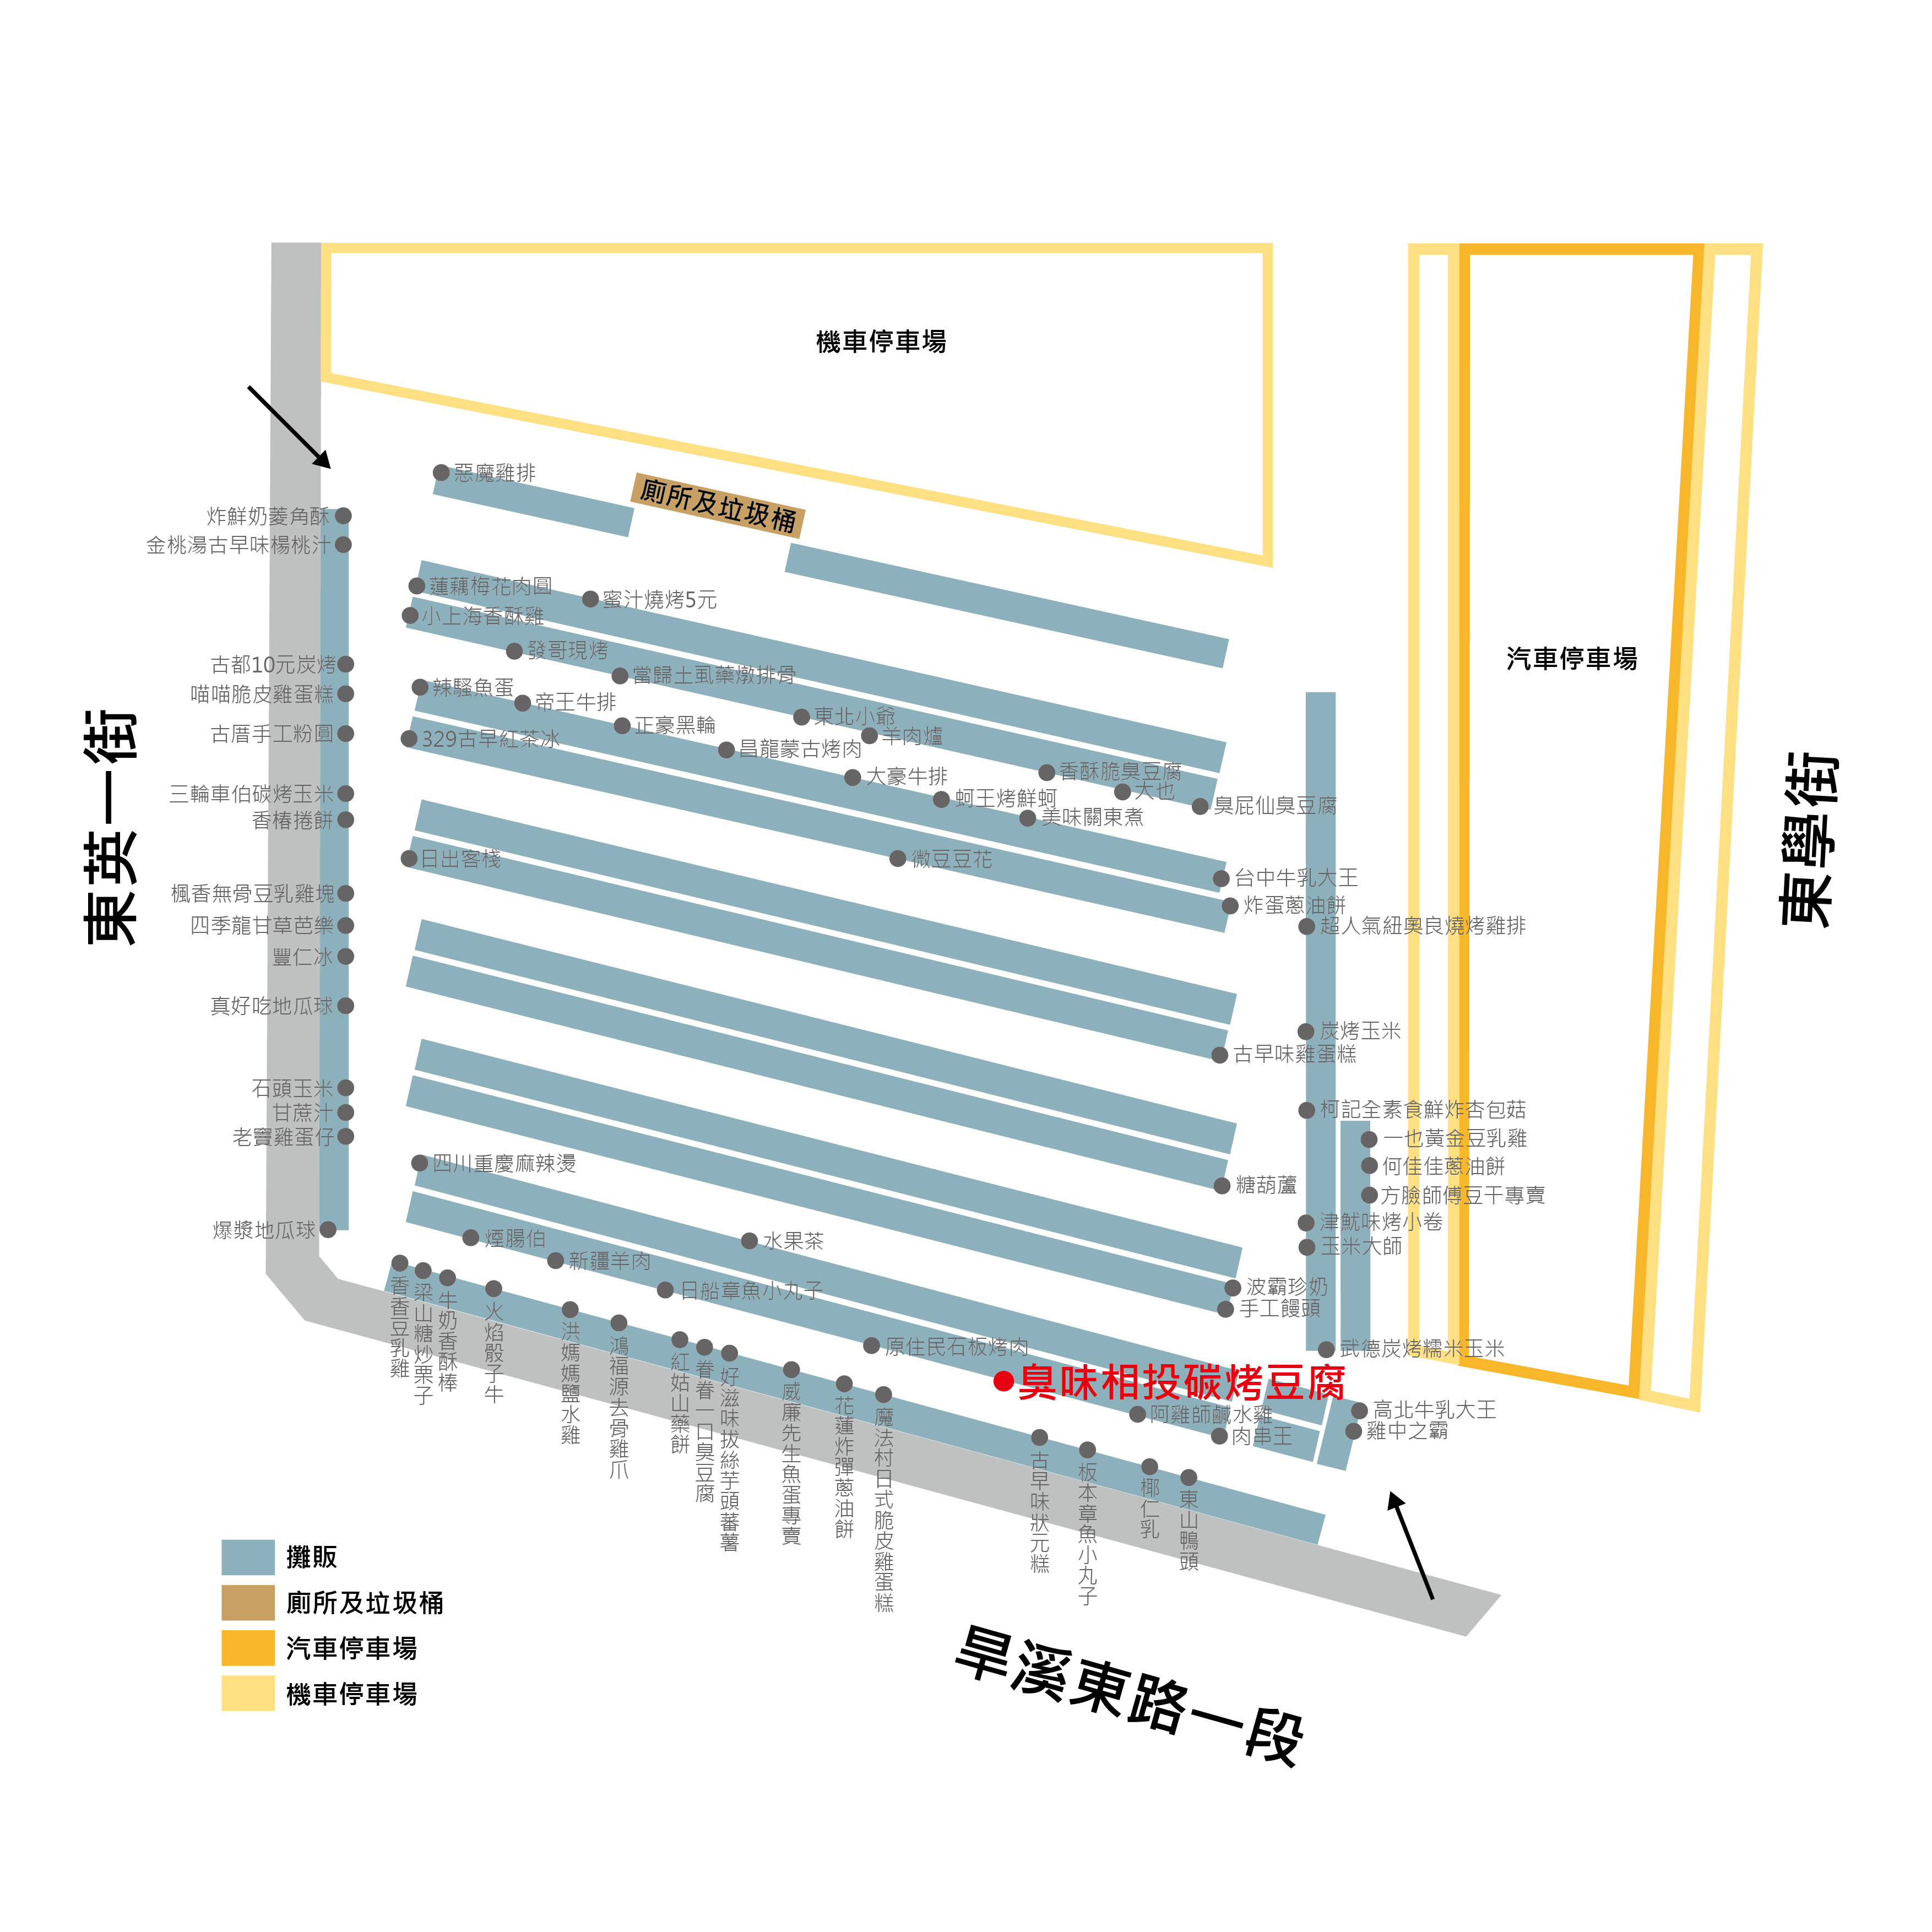 機車停車場
汽車停車場
惡魔雞排
廁所及垃圾桶
炸鮮奶菱角酥
金桃湯古早味楊桃汁
蓮藕梅花肉圓
蜜汁燒烤5元
小上海香酥雞
發哥現烤
當歸土虱藥燉排骨
東北小爺
羊肉爐
香酥脆臭豆腐
大也
臭屁仙臭豆腐
古都10元炭烤
喵喵脆皮雞蛋糕
古厝手工粉圓
三輪車伯碳烤玉米
香椿捲餅
楓香無骨豆乳雞塊
四季龍甘草芭樂
豐仁冰
真好吃地瓜球
石頭玉米
甘蔗汁
老竇雞蛋仔
爆漿地瓜球
辣騷魚蛋
帝王牛排
正豪黑輪
昌龍蒙古烤肉
大豪牛排
蚵王烤鮮蚵
美味關東煮
329古早紅茶冰
日出客棧
微豆豆花
台中牛乳大王
炸蛋蔥油餅
超人氣紐奧良燒烤雞排
炭烤玉米
古早味雞蛋糕
柯記全素食鮮炸杏包菇
一也黃金豆乳雞
何佳佳蔥油餅
方臉師傅豆干專賣
糖葫蘆
津魷味烤小卷
玉米大師
四川重慶麻辣燙
煙腸伯
新疆羊肉
水果茶
日船章魚小丸子
波霸珍奶
手工饅頭
原住民石板烤肉
武德炭烤糯米玉米
臭味相投碳烤豆腐
阿雞師鹹水雞
肉串王
高北牛乳大王
雞中之霸
香香豆乳雞
梁山糖炒栗子
牛奶香酥棒
火焰骰子牛
洪媽媽鹽水雞
鴻福源去骨雞爪
紅姑山藥餅
眷眷一口臭豆腐
好滋味拔絲芋頭蕃薯
威廉先生魚蛋專賣
花蓮炸彈蔥油餅
魔法村日式脆皮雞蛋糕
古早味狀元糕
板本章魚小丸子
椰仁乳
東山鴨頭
東英一街
東學街
旱溪東路一段
攤販
廁所及垃圾桶
汽車停車場
機車停車場